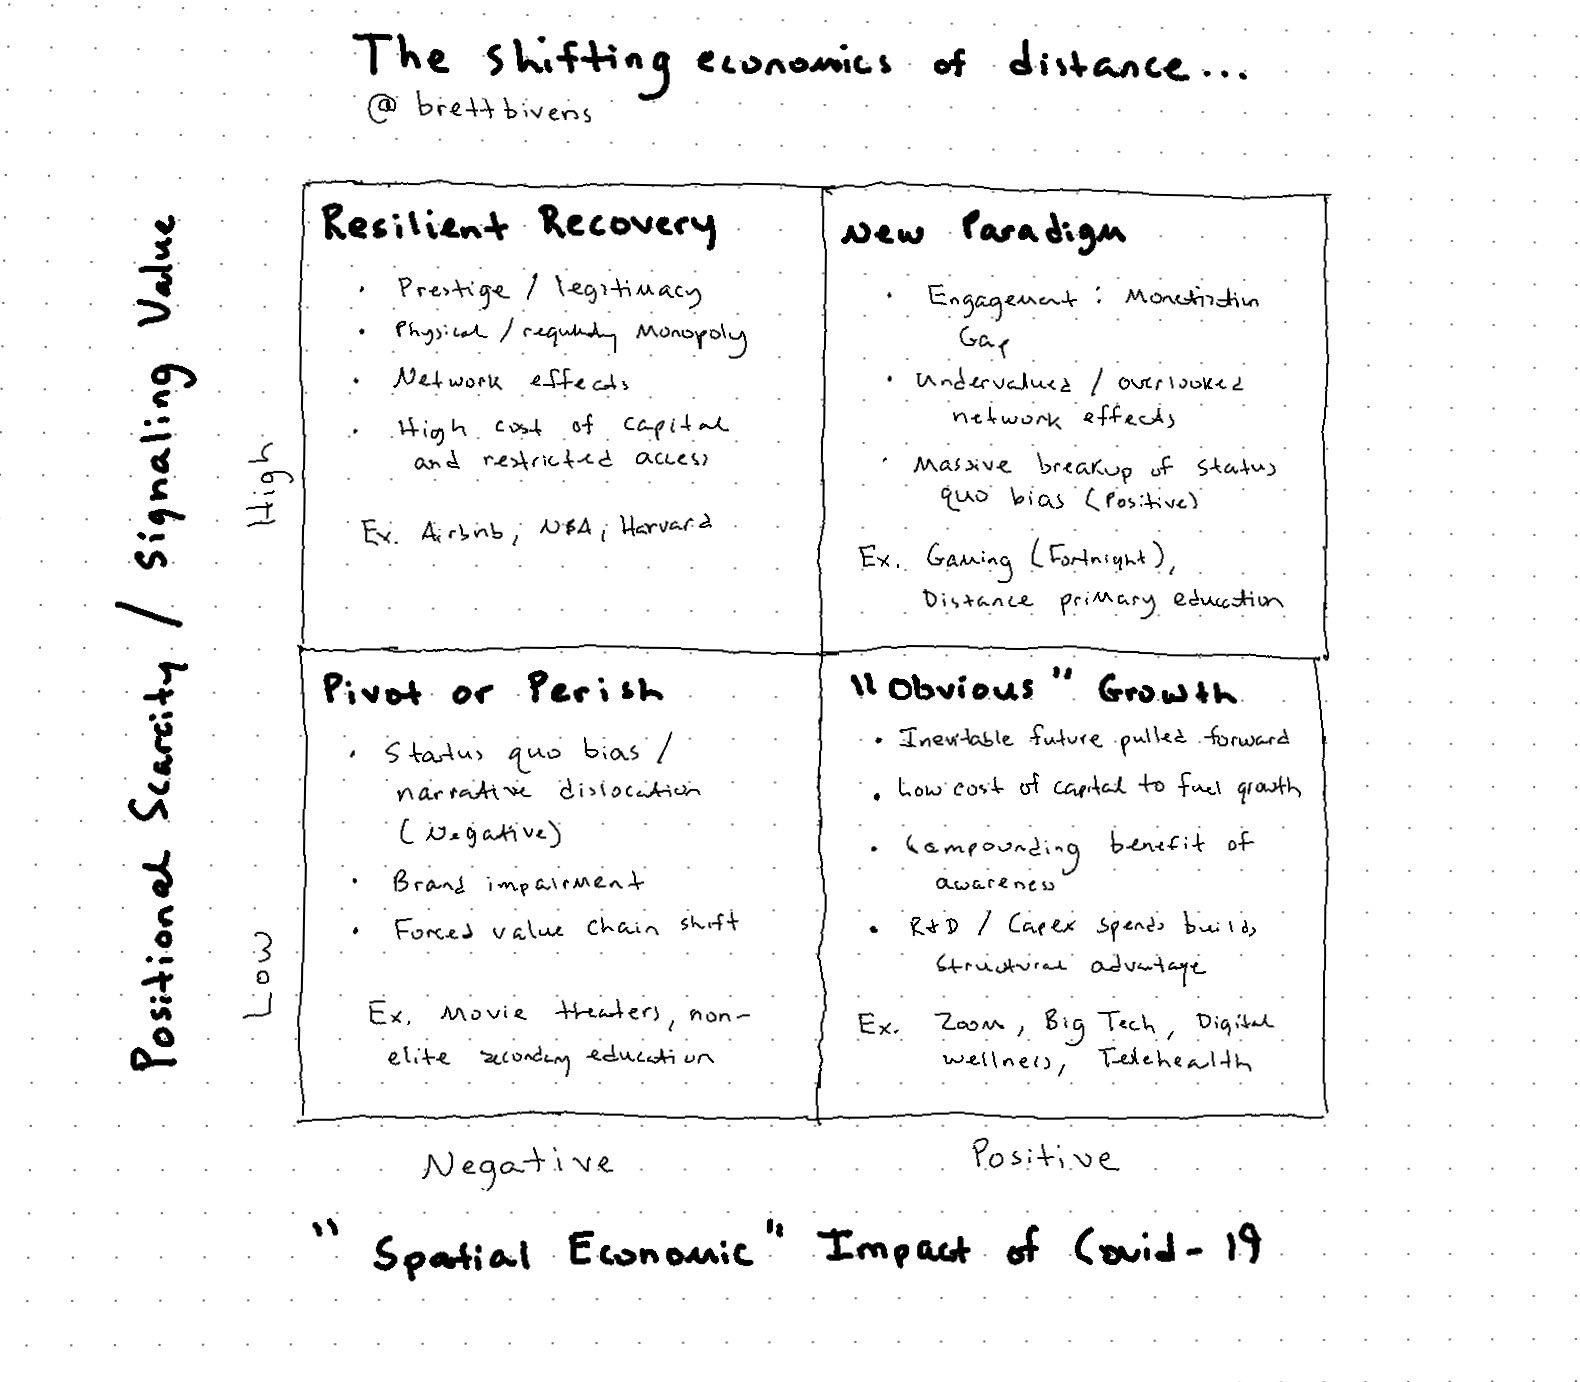 The shifting economics of distance...
@brettbivens
Positional Scarcity / Signaling Value
High
Low
Resilient Recovery
· Prestige / legitimacy
· Physical / regulatory Monopoly
· Network effects
· High cost of capital
and restricted access
Ex. Airbnb, NBA, Harvard
New Paradigm
· Engagement : Monetization
Gap
· Undervalued / overlooked
network effects
· Massive breakup of status
quo bias (Positive)
Ex. Gaming (Fortnight),
Distance primary education
Pivot or Perish
· Status quo bias /
narrative dislocation
(Negative)
· Brand impairment
· Forced value chain shift
Ex. Movie theaters, non-
elite secondary education
"Obvious" Growth
· Inevitable future pulled forward
· Low cost of capital to fuel growth
· Compounding benefit of
awareness
· R+D / Capex spends builds
structural advantage
Ex. Zoom, Big Tech, Digital
wellness, Telehealth
Negative
Positive
"Spatial Economic" Impact of Covid-19